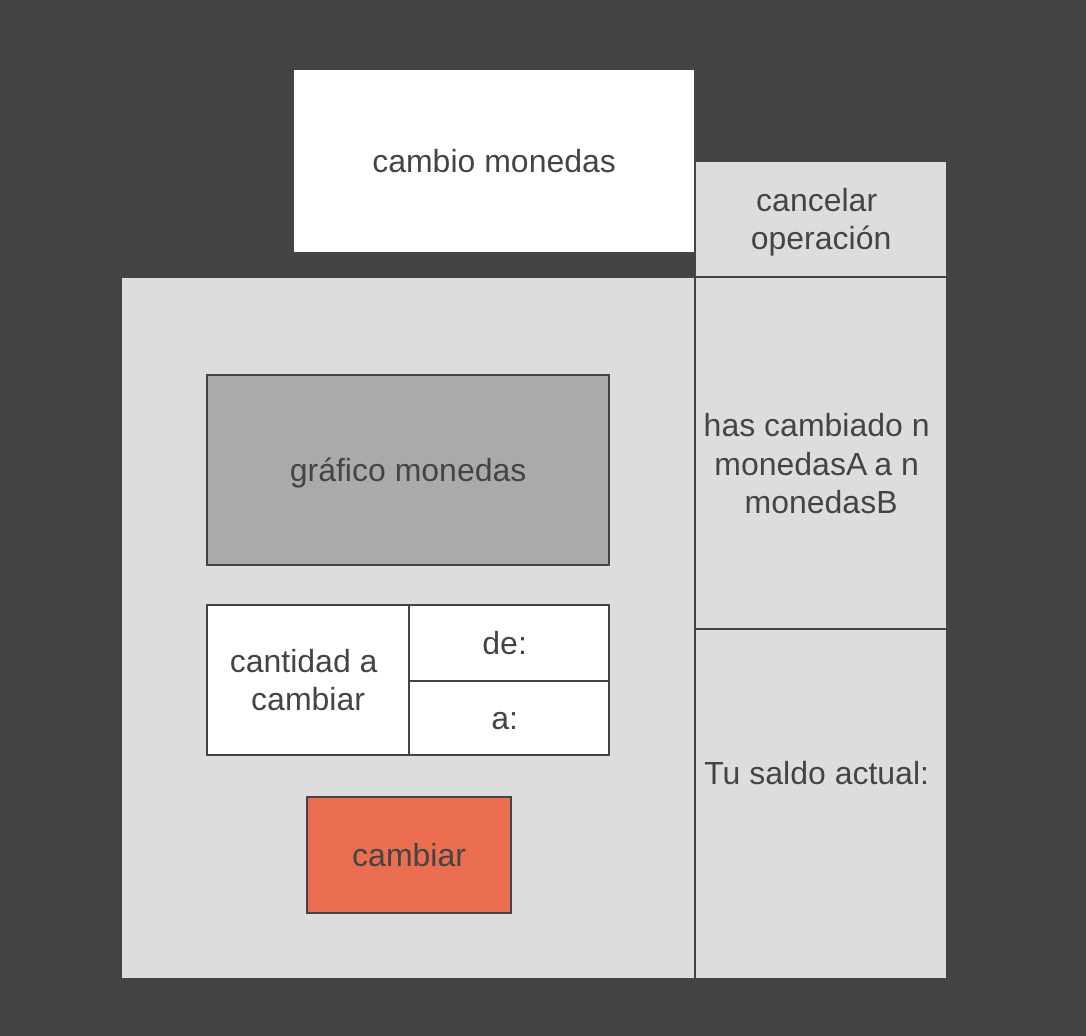 cambio monedas
cancelar
operación
gráfico monedas
has cambiado n
monedasA a n
monedasB
cantidad a
cambiar
de:
a:
Tu saldo actual:
cambiar